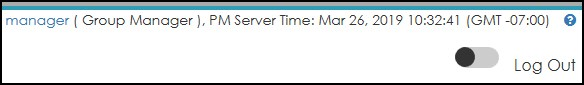 manager ( Group Manager ), PM Server Time: Mar 26, 2019 10:32:41 (GMT -07:00) ?
Log Out